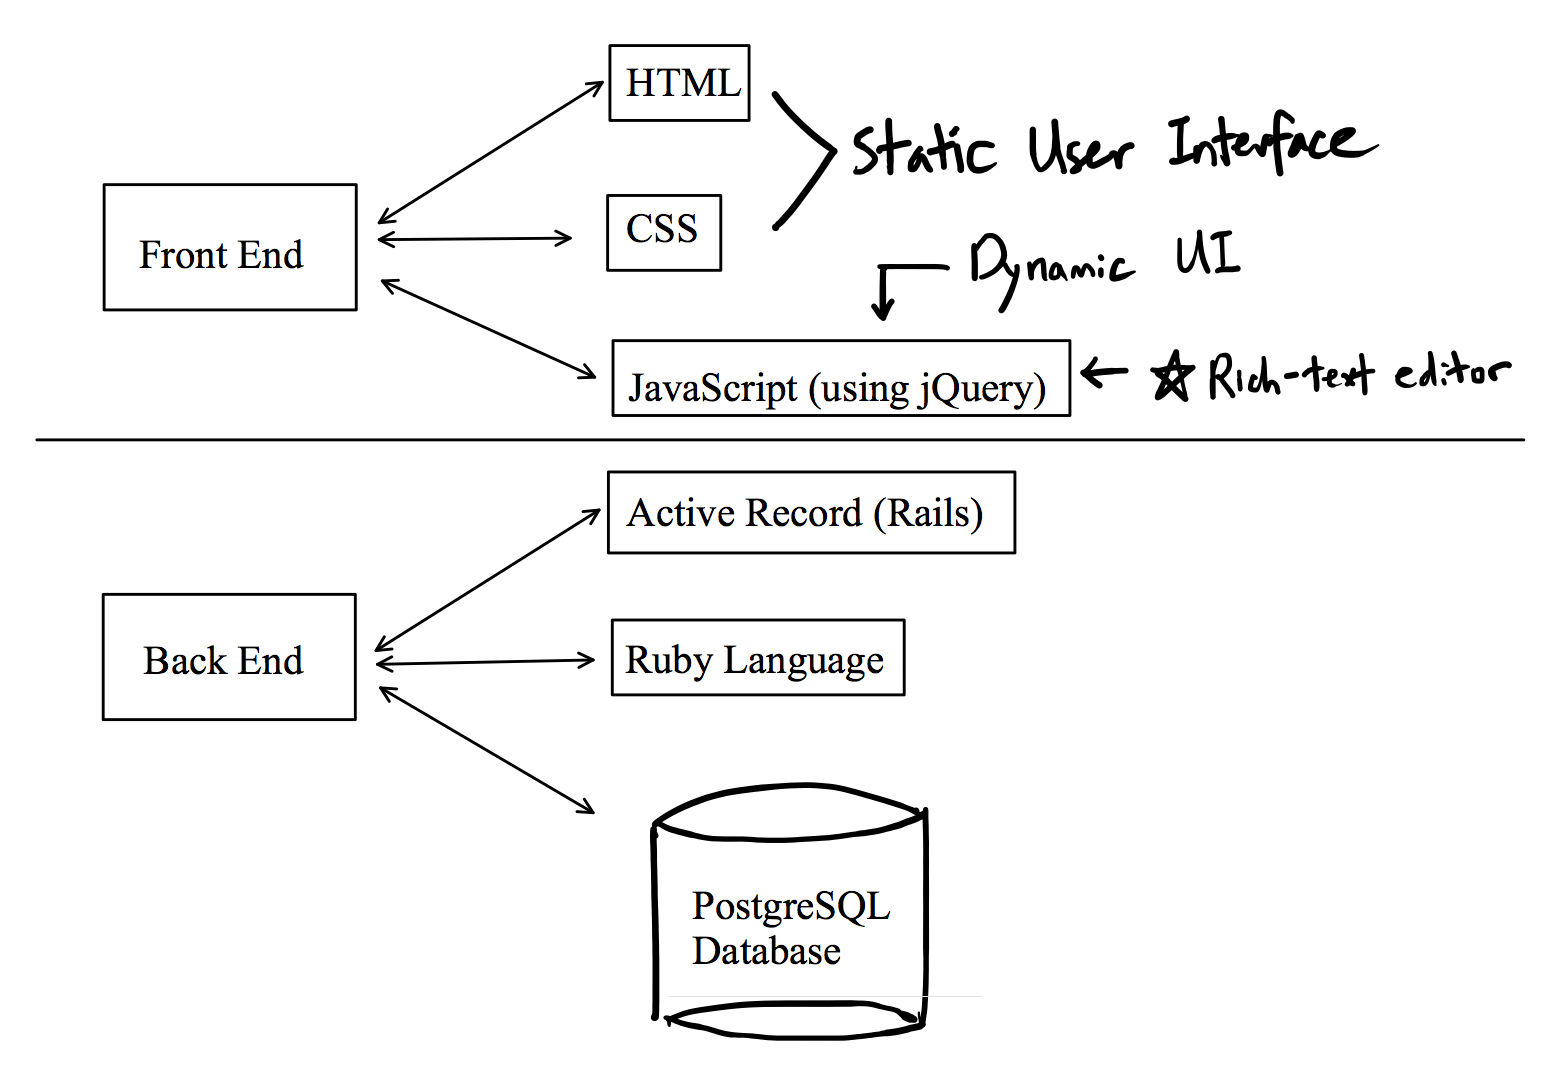 HTML
Static User Interface
Front End
CSS
Dynamic UI
JavaScript (using jQuery)
Rich-text editor
Active Record (Rails)
Back End
Ruby Language
PostgreSQL
Database